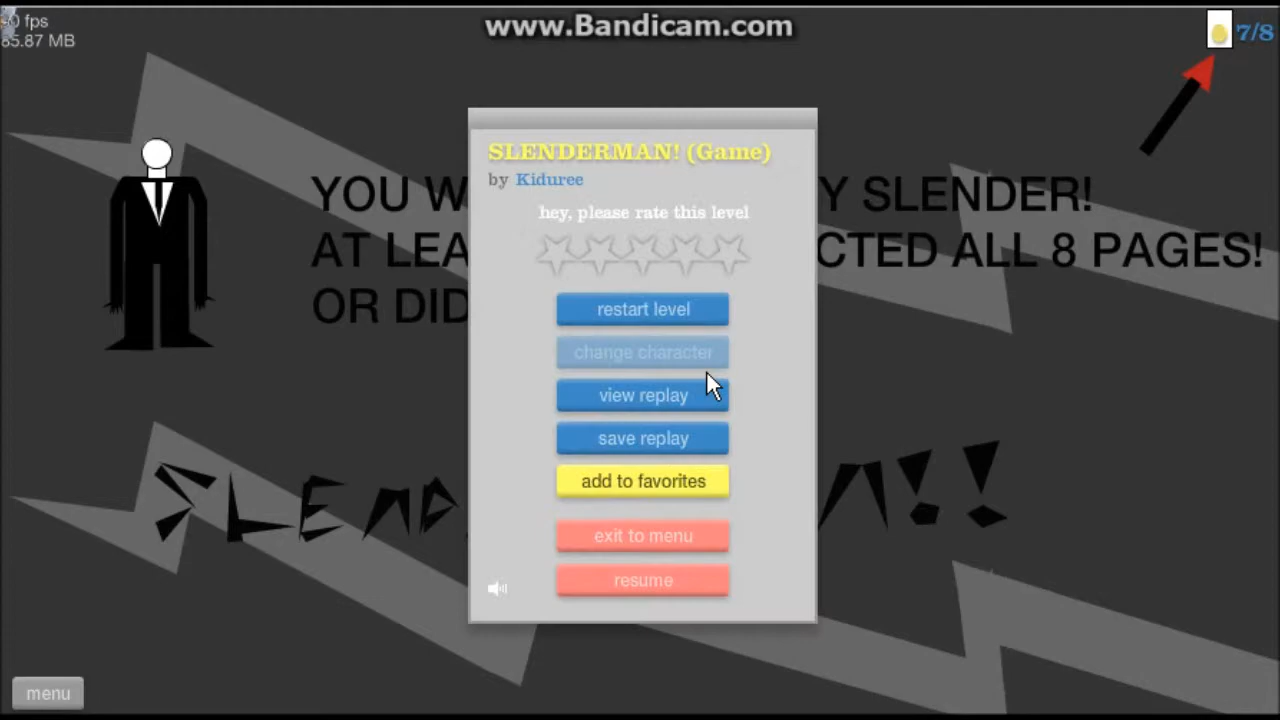 www.Bandicam.com
fps
85.87 MB
7/8
SLENDERMAN! (Game)
by Kiduree
hey, please rate this level
YOU W Y SLENDER!
AT LEA CTED ALL 8 PAGES!
OR DID
restart level
change character
view replay
save replay
add to favorites
SLEND N!!
exit to menu
resume
menu